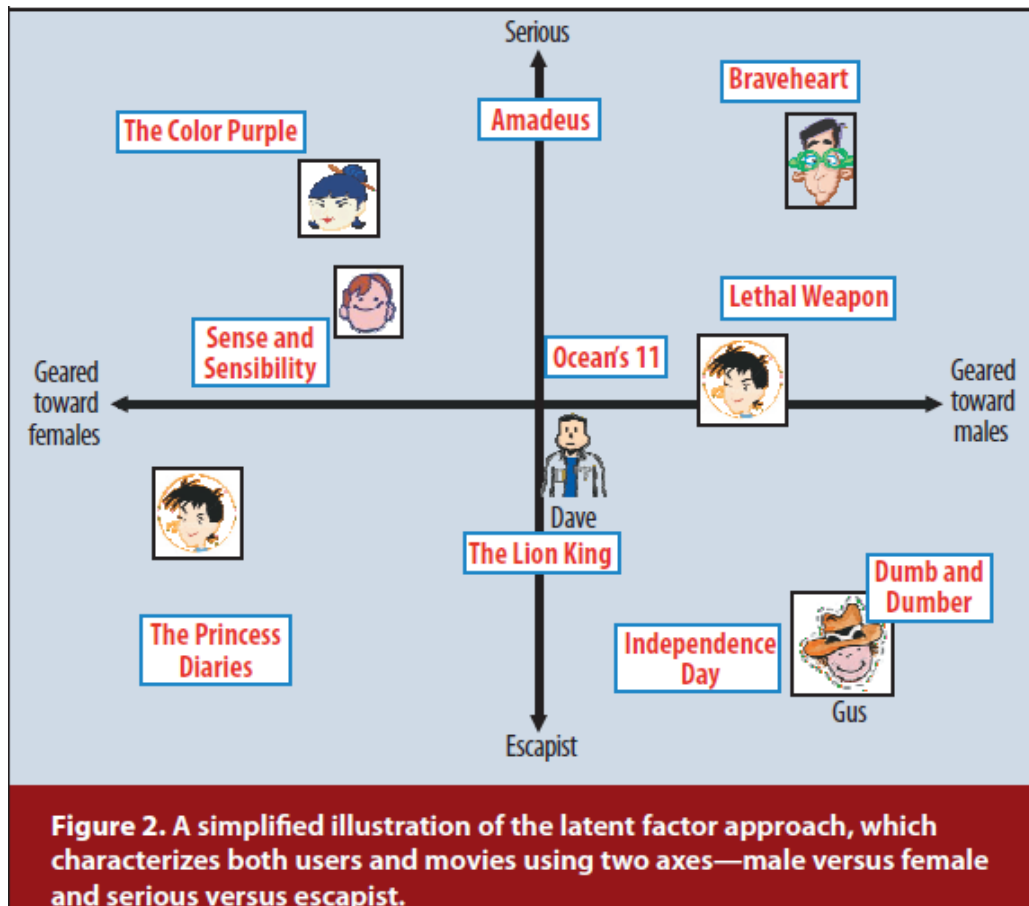 Serious
Braveheart
Amadeus
The Color Purple
Lethal Weapon
Sense and
Sensibility
Ocean's 11
Geared
toward
females
Geared
toward
males
Dave
The Lion King
Dumb and
Dumber
The Princess
Diaries
Independence
Day
Gus
Escapist
Figure 2. A simplified illustration of the latent factor approach, which
characterizes both users and movies using two axes—male versus female
and serious versus escapist.